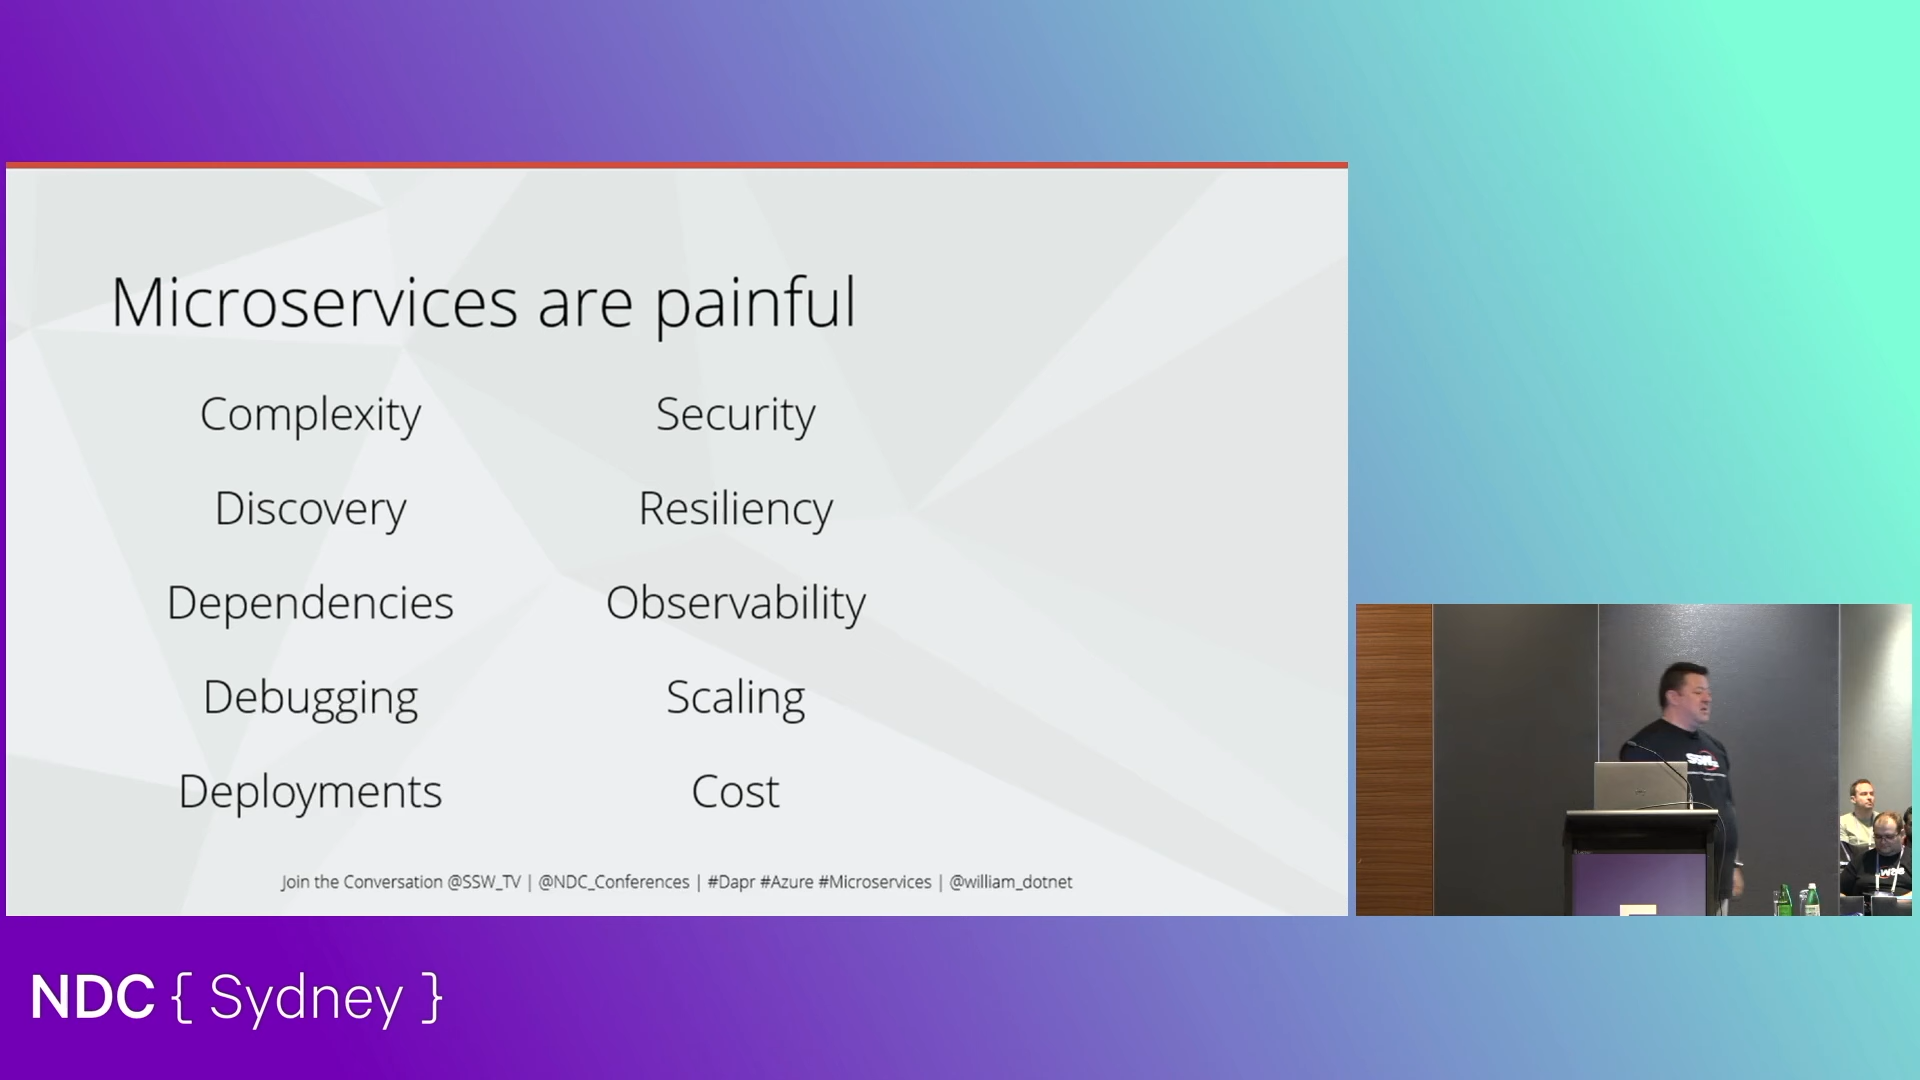 Microservices are painful
Complexity
Security
Discovery
Resiliency
Dependencies
Observability
Debugging
Scaling
Deployments
Cost
Join the Conversation @SSW_TV | @NDC_Conferences | #Dapr #Azure #Microservices | @william_dotnet
SSW
NDC { Sydney }